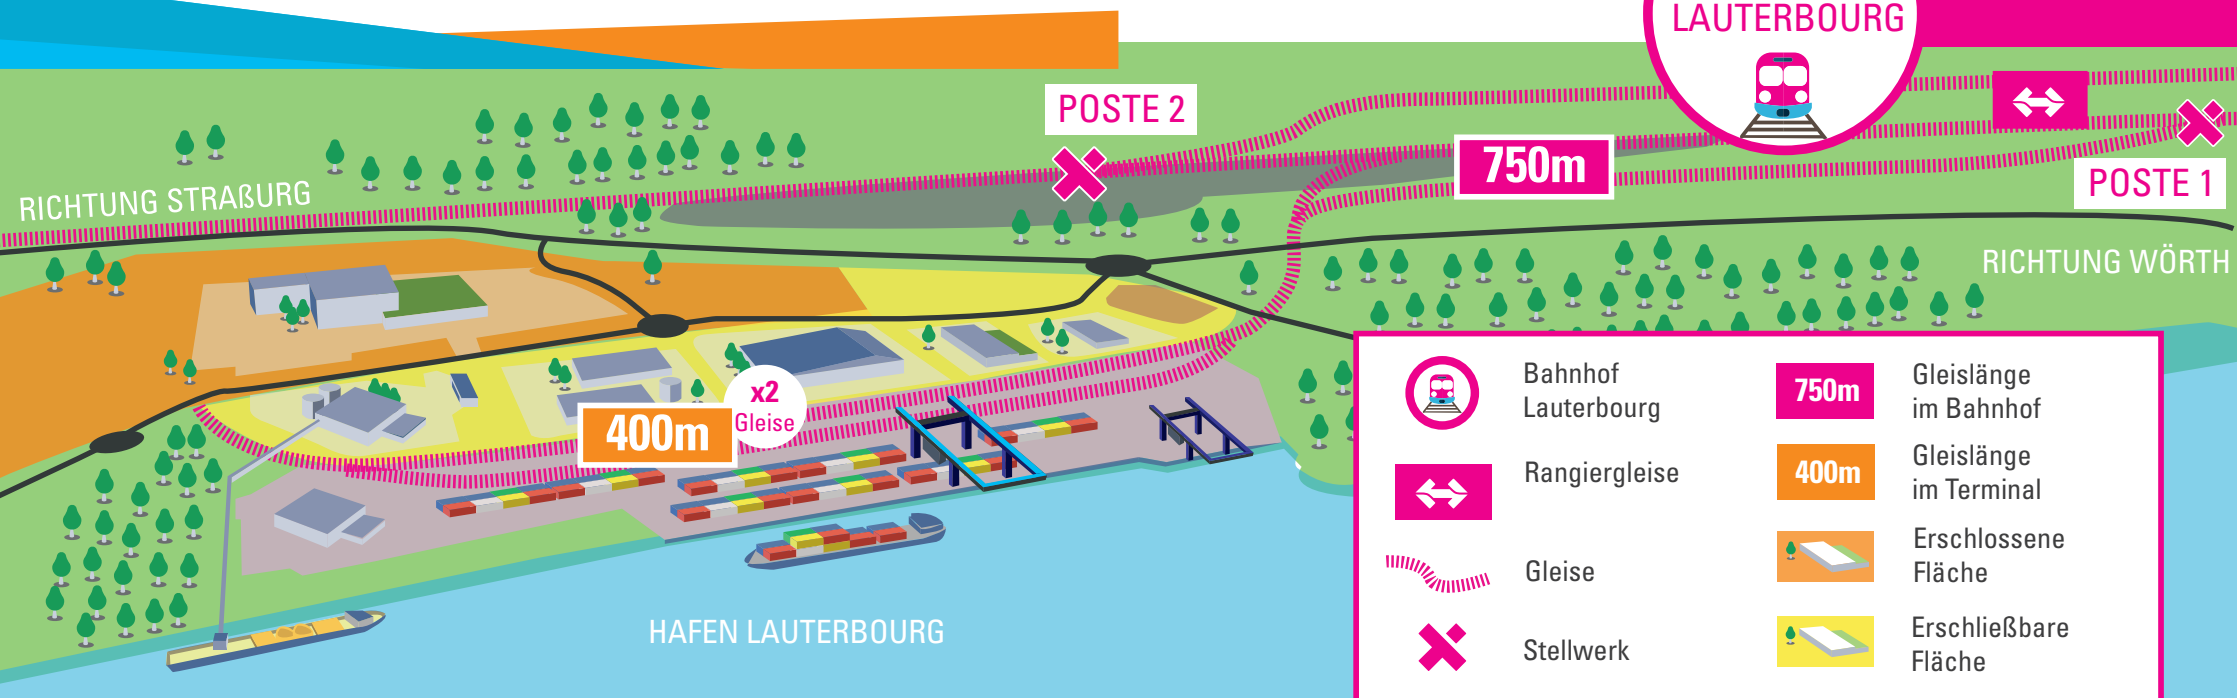 LAUTERBOURG
POSTE 2
750m
POSTE 1
RICHTUNG STRAßURG
RICHTUNG WÖRTH
x2
Gleise
400m
HAFEN LAUTERBOURG
Bahnhof
Lauterbourg
Rangiergleise
Gleise
Stellwerk
750m
Gleislänge
im Bahnhof
400m
Gleislänge
im Terminal
Erschlossene
Fläche
Erschließbare
Fläche